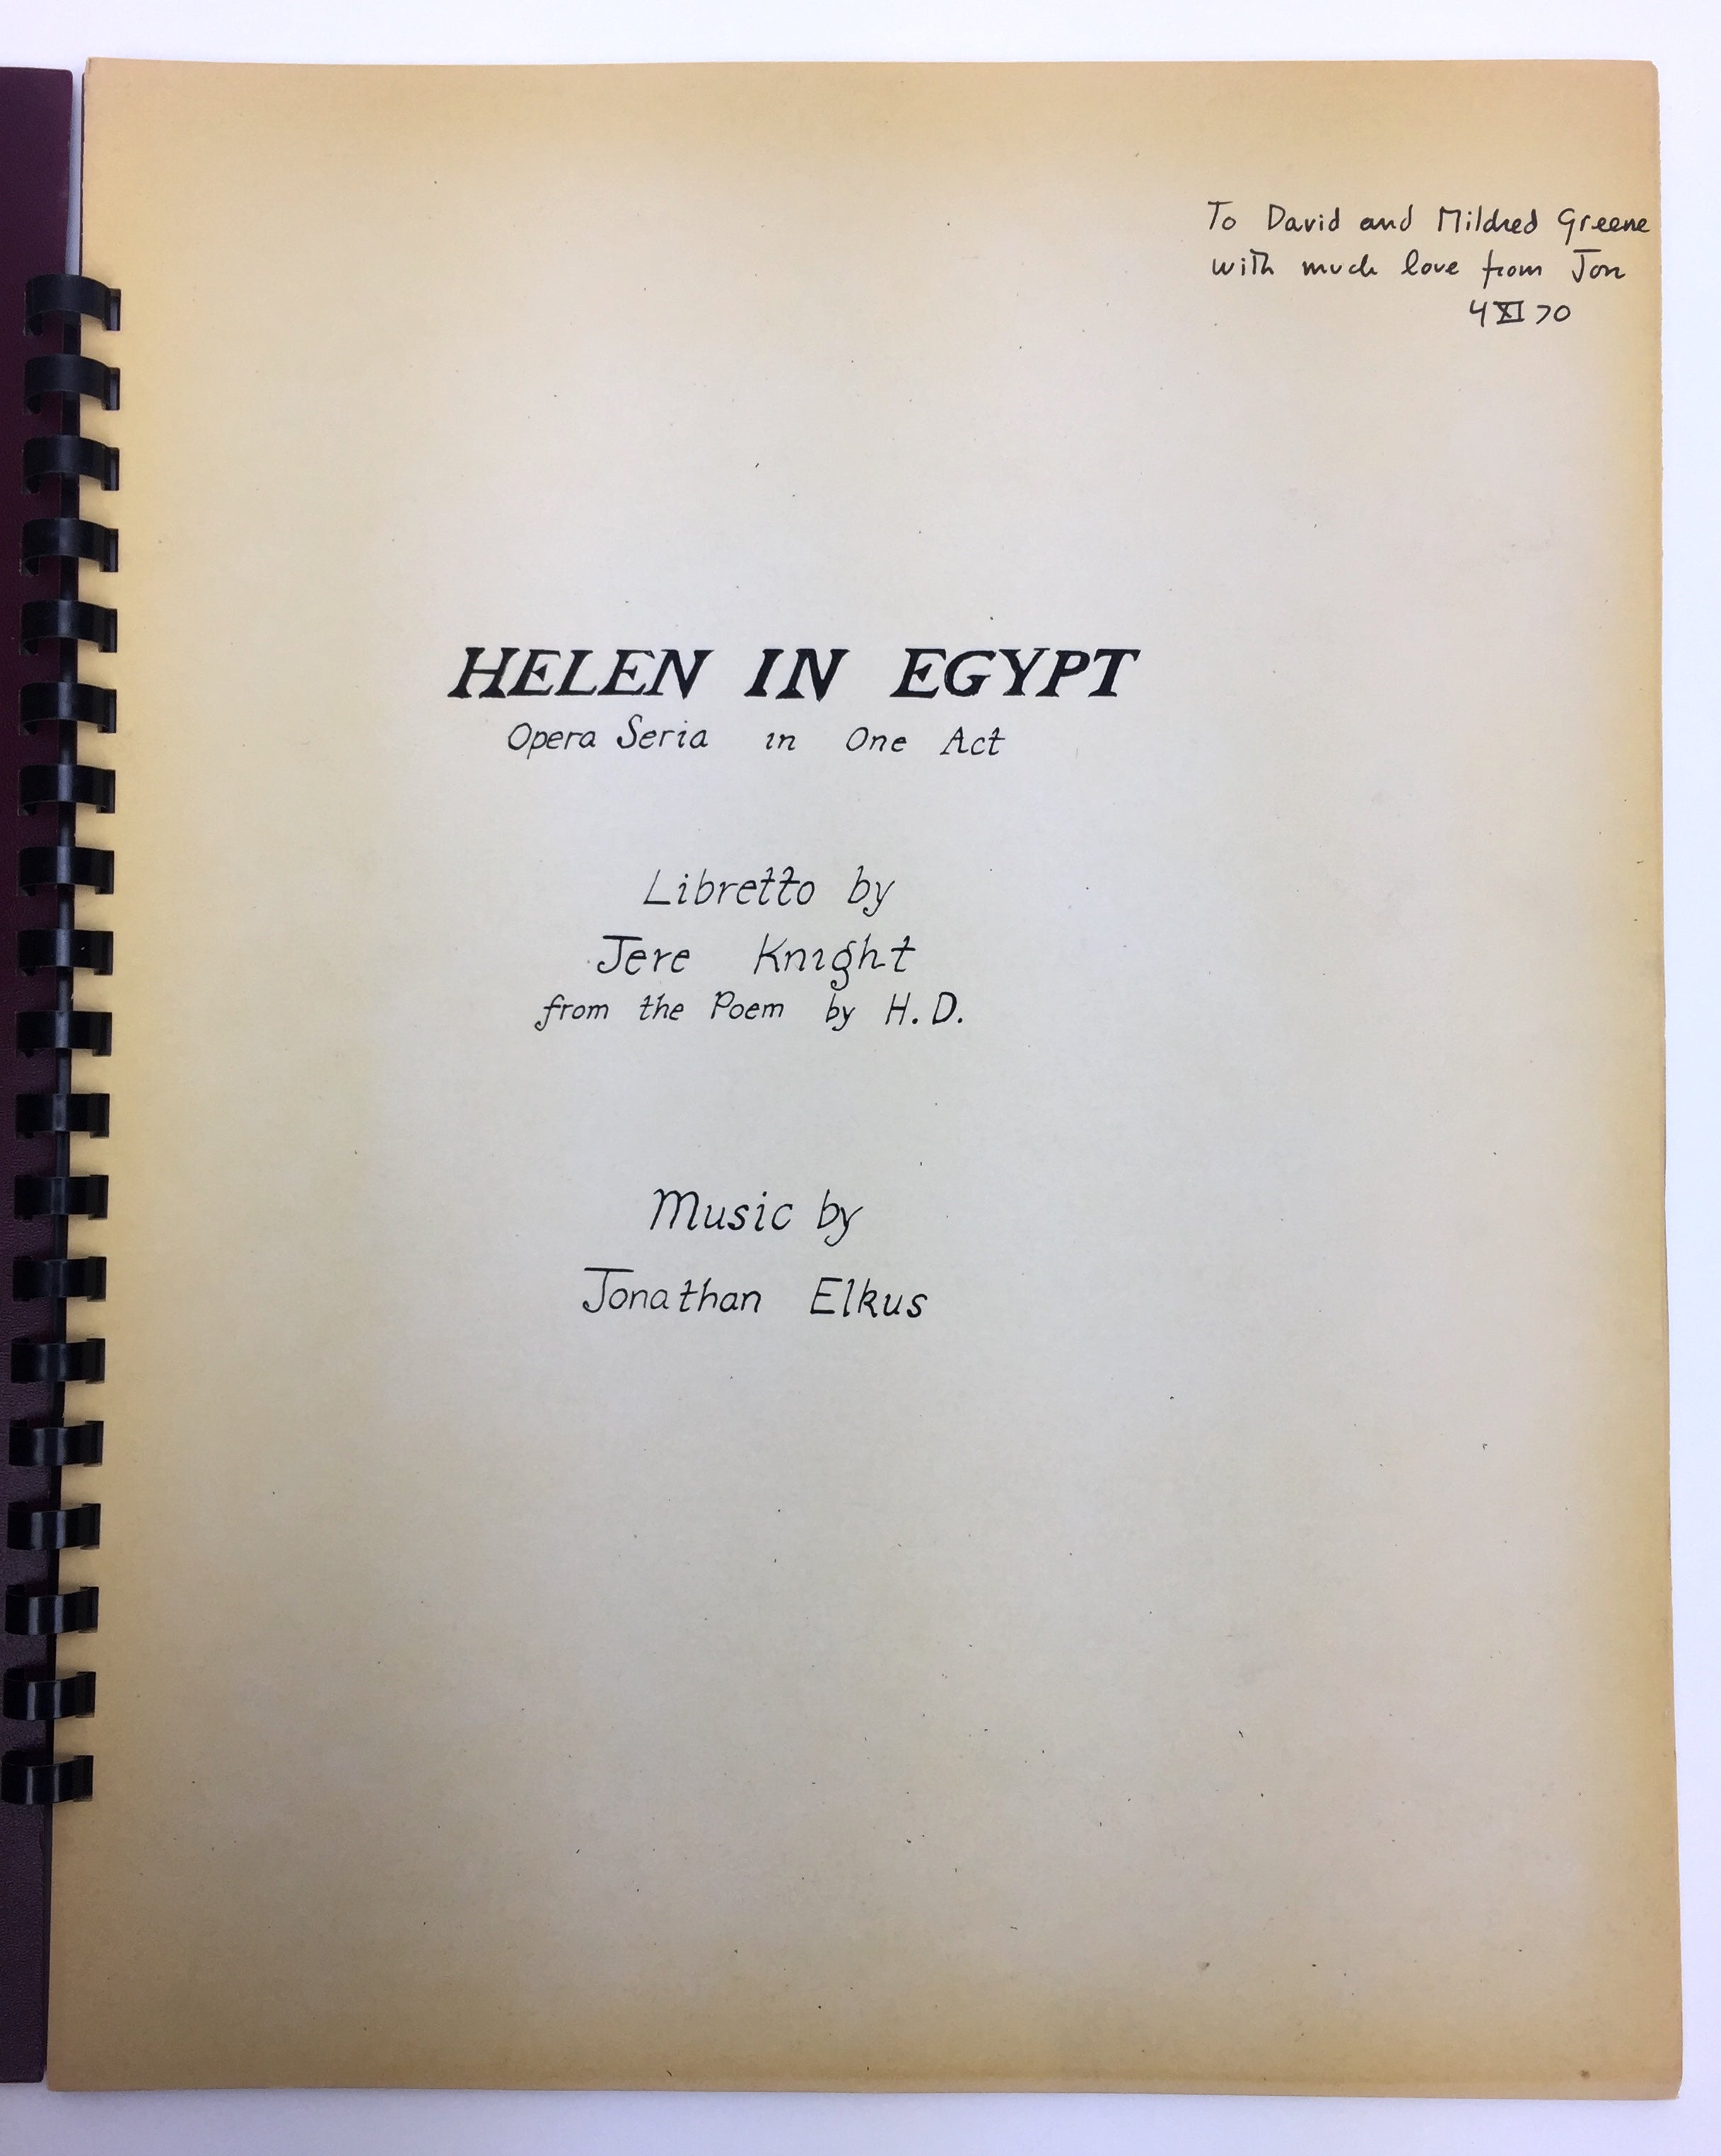 To David and Mildred Greene
with much love from Jon
4 XI 70
HELEN IN EGYPT
Opera Seria in One Act
Libretto by
Jere Knight
from the Poem by H.D.
Music by
Jonathan Elkus